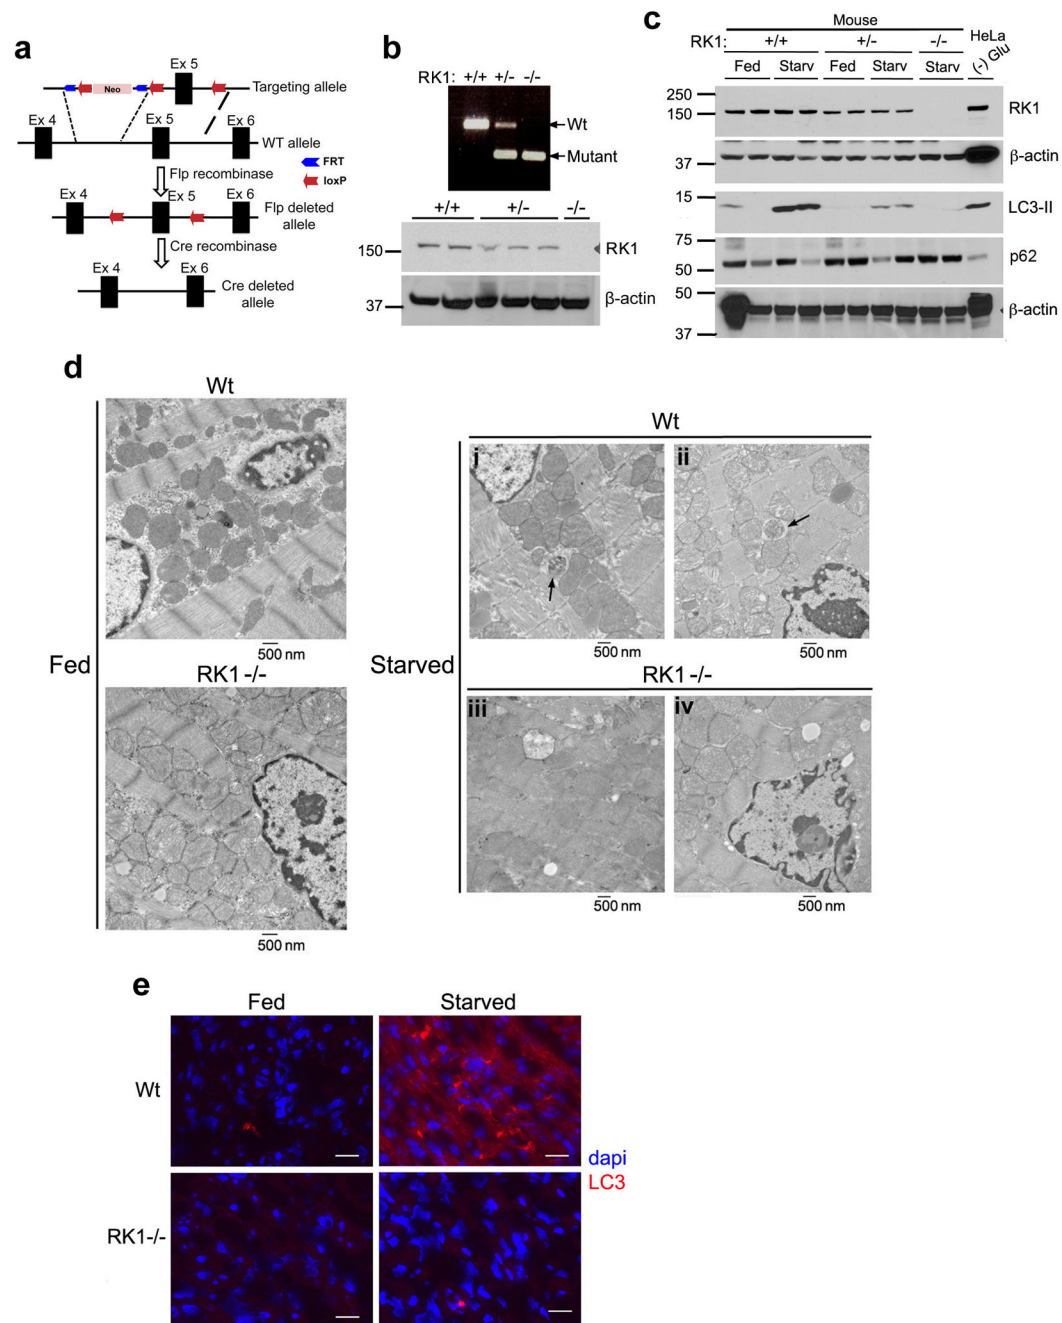 a
Ex 5
Neo
Targeting allele
Ex 4
Ex 5
Ex 6
WT allele
FRT
Flp recombinase
loxP
Ex 4
Ex 5
Ex 6
Flp deleted
allele
Cre recombinase
Ex 4
Ex 6
Cre deleted
allele
b
RK1: +/+ +/- -/-
Wt
Mutant
+/+ +/- -/-
150
RK1
37
β-actin
c
Mouse
RK1: +/+ +/- -/-
HeLa
(-) Glu
Fed Starv Fed Starv Starv
250
150
RK1
37
β-actin
15
LC3-II
75
50
p62
50
37
β-actin
d
Wt
500 nm
Fed
RK1 -/-
500 nm
Starved
Wt
i
ii
500 nm
500 nm
RK1 -/-
iii
iv
500 nm
500 nm
e
Fed
Starved
Wt
dapi
LC3
RK1-/-